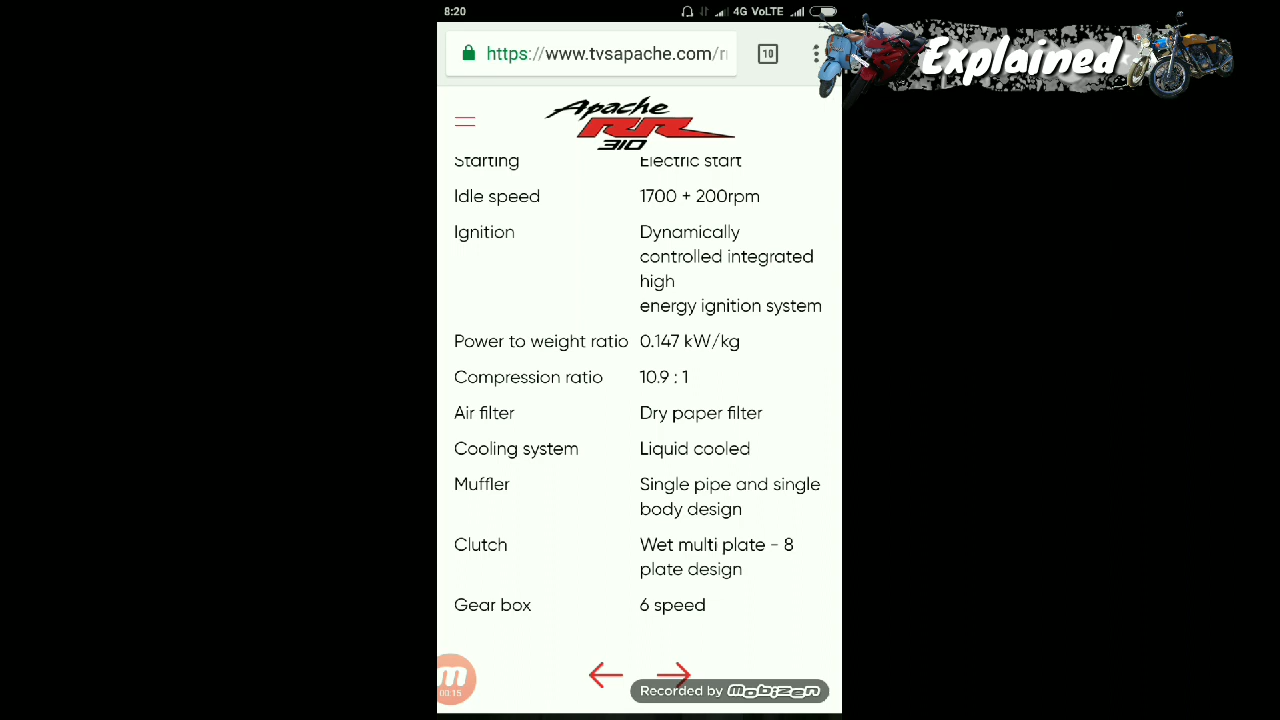 8:20
4G VoLTE
https://www.tvsapache.com/r
10
Explained
Apache
RR
310
Starting Electric start
Idle speed 1700 + 200rpm
Ignition Dynamically
controlled integrated
high
energy ignition system
Power to weight ratio 0.147 kW/kg
Compression ratio 10.9 : 1
Air filter Dry paper filter
Cooling system Liquid cooled
Muffler Single pipe and single
body design
Clutch Wet multi plate - 8
plate design
Gear box 6 speed
m
00:15
Recorded by mobizen